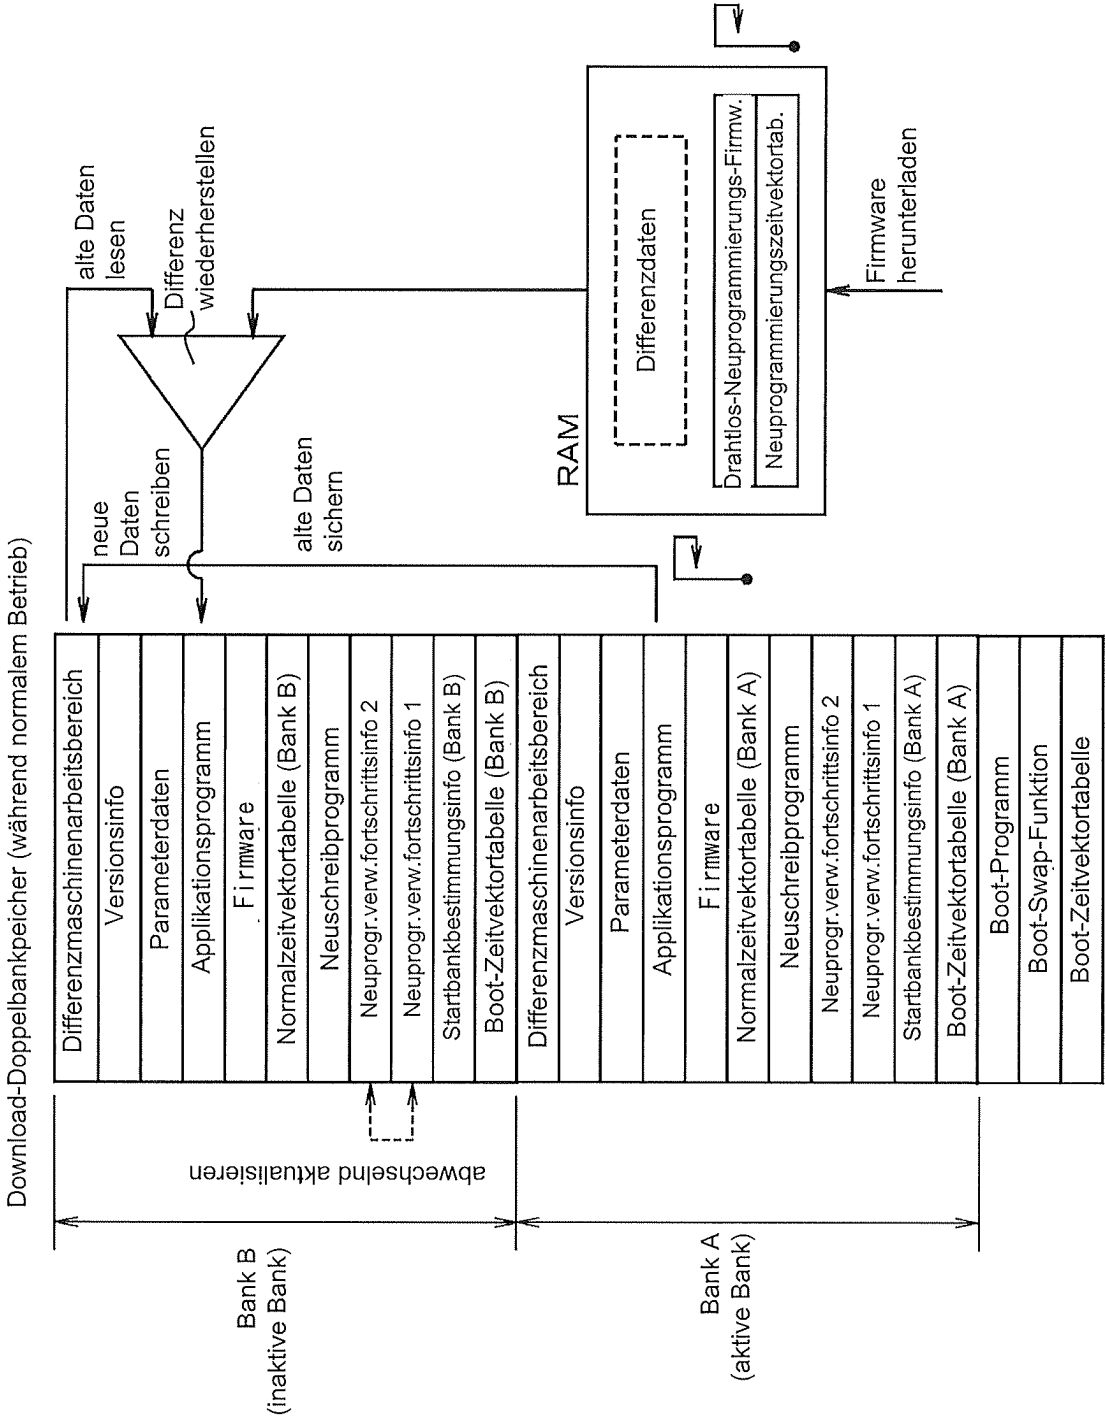 Download-Doppelbankpeicher (während normalem Betrieb)
Differenzmaschinenarbeitsbereich
Versionsinfo
Parameterdaten
Applikationsprogramm
Firmware
Normalzeitvektortabelle (Bank B)
Neuschreibprogramm
Neuprogr.verw.fortschrittsinfo 2
Neuprogr.verw.fortschrittsinfo 1
Startbankbestimmungsinfo (Bank B)
Boot-Zeitvektortabelle (Bank B)
Differenzmaschinenarbeitsbereich
Versionsinfo
Parameterdaten
Applikationsprogramm
Firmware
Normalzeitvektortabelle (Bank A)
Neuschreibprogramm
Neuprogr.verw.fortschrittsinfo 2
Neuprogr.verw.fortschrittsinfo 1
Startbankbestimmungsinfo (Bank A)
Boot-Zeitvektortabelle (Bank A)
Boot-Programm
Boot-Swap-Funktion
Boot-Zeitvektortabelle
Bank B
(inaktive Bank)
Bank A
(aktive Bank)
abwechselnd aktualisieren
neue
Daten
schreiben
alte Daten
sichern
alte Daten
lesen
Differenz
wiederherstellen
RAM
Differenzdaten
Drahtlos-Neuprogrammierungs-Firmw.
Neuprogrammierungszeitvektortab.
Firmware
herunterladen